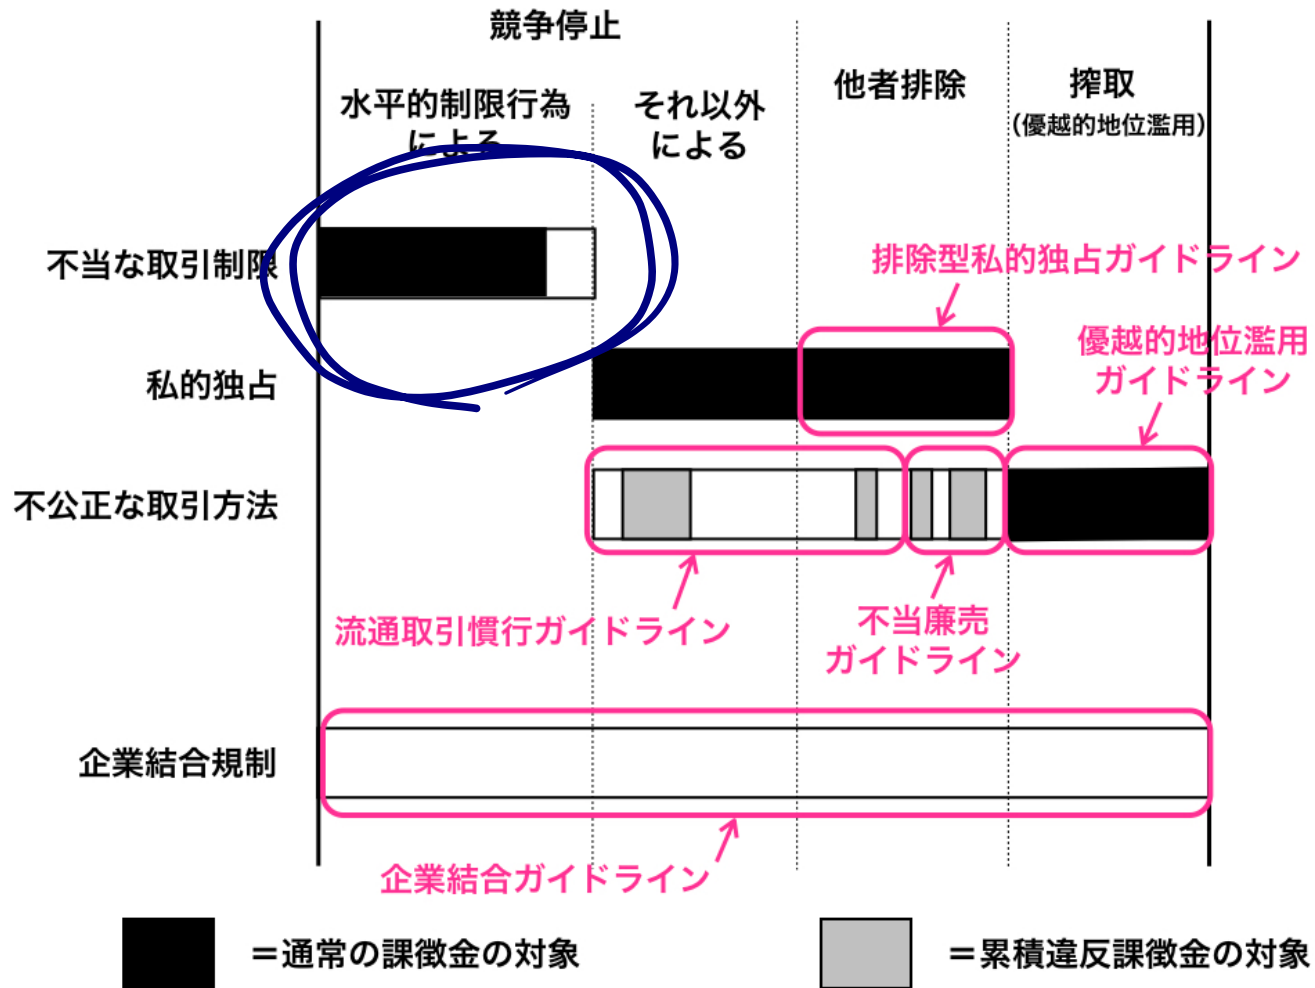 競争停止
水平的制限行為
による
それ以外
による
他者排除
搾取
(優越的地位濫用)
不当な取引制限
排除型私的独占ガイドライン
優越的地位濫用
ガイドライン
私的独占
不公正な取引方法
流通取引慣行ガイドライン
不当廉売
ガイドライン
企業結合規制
企業結合ガイドライン
＝通常の課徴金の対象
＝累積違反課徴金の対象